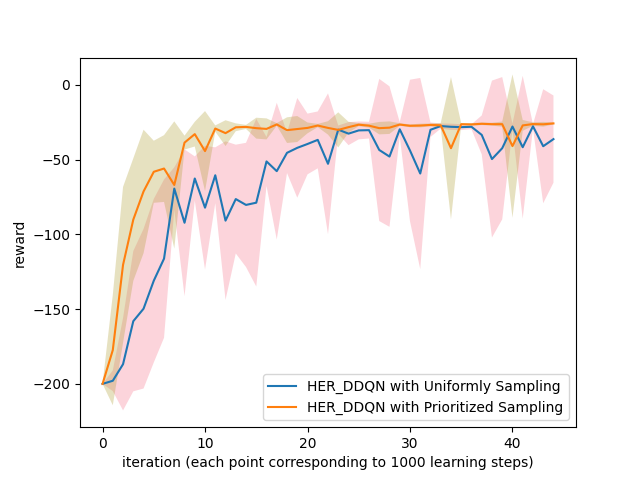 0
−50
−100
−150
−200
reward
HER_DDQN with Uniformly Sampling
HER_DDQN with Prioritized Sampling
0 10 20 30 40
iteration (each point corresponding to 1000 learning steps)